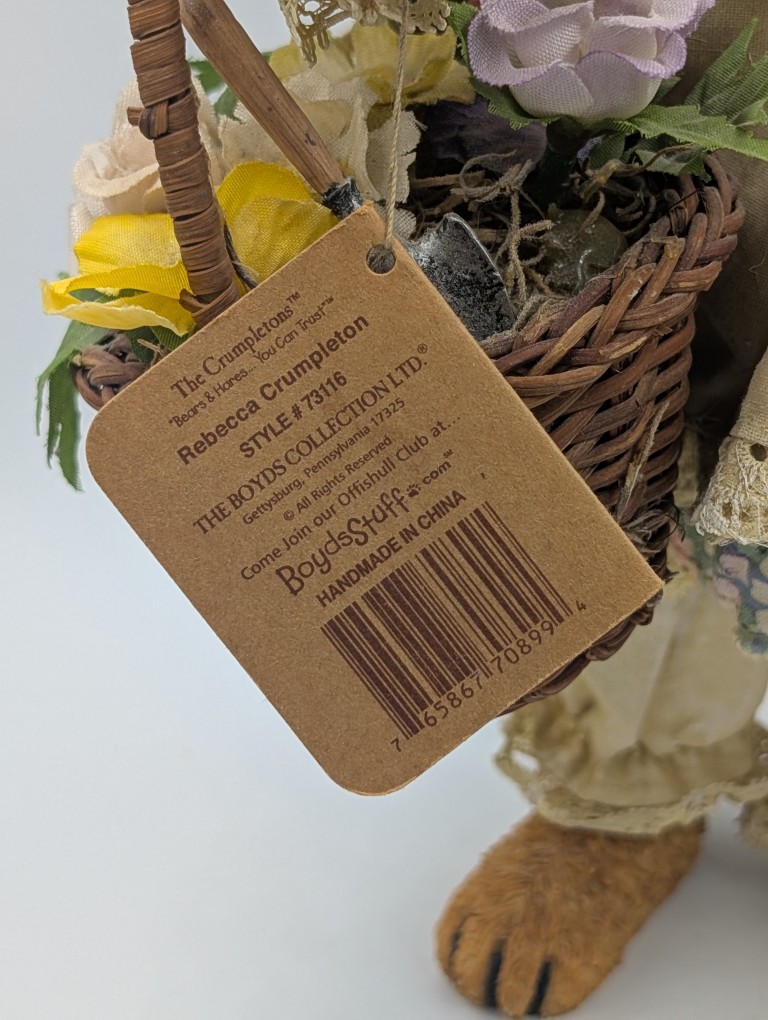 The Crumpletons™
"Bears & Hares... You Can Trust"™
Rebecca Crumpleton
STYLE # 73116
THE BOYDS COLLECTION LTD.®
Gettysburg, Pennsylvania 17325
© All Rights Reserved
Come Join our Offishull Club at...
BoydsStuff.com℠
HANDMADE IN CHINA
7 65867 70899 4